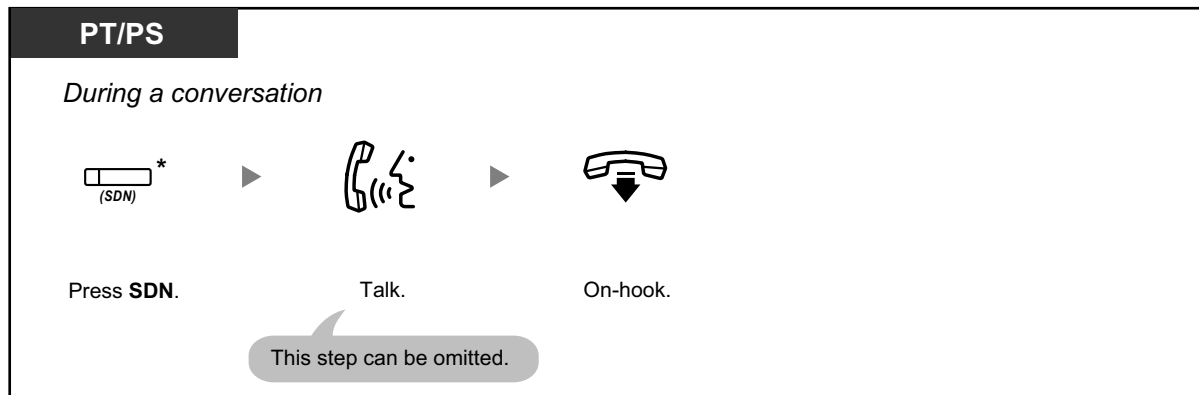 PT/PS
During a conversation
*
(SDN)
Press SDN.
Talk.
On-hook.
This step can be omitted.